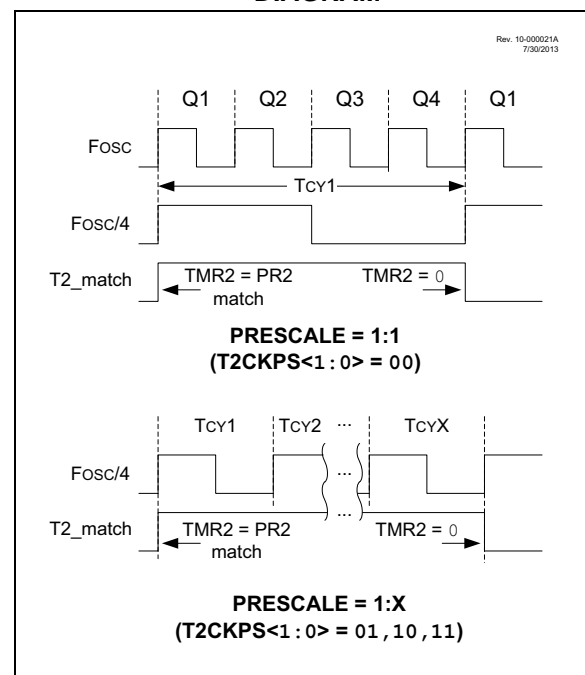 DIAGRAM
Rev. 10-000021A
7/30/2013
Q1 Q2 Q3 Q4 Q1
Fosc
TCY1
Fosc/4
T2_match
TMR2 = PR2
match
TMR2 = 0
PRESCALE = 1:1
(T2CKPS<1:0> = 00)
TCY1 TCY2 ... TCYX
Fosc/4
...
T2_match
...
TMR2 = PR2
match
TMR2 = 0
PRESCALE = 1:X
(T2CKPS<1:0> = 01,10,11)